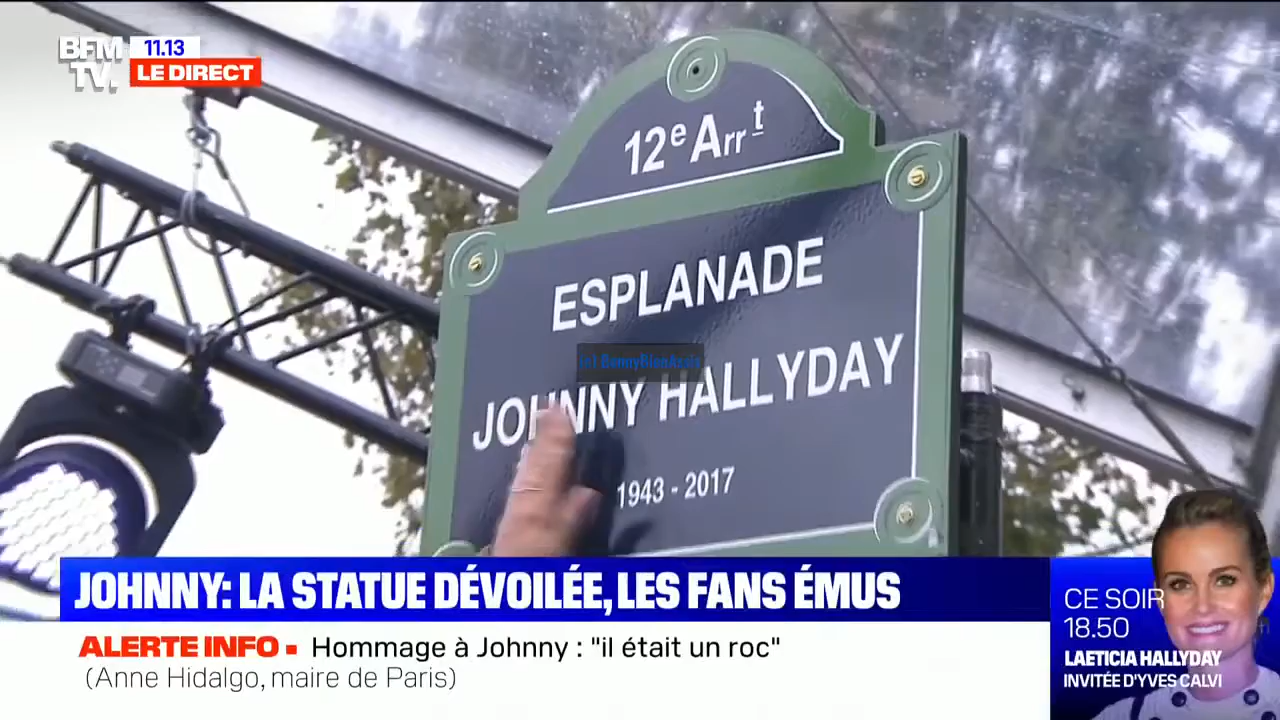 BFM
TV.
11.13
LE DIRECT
12e Arrt
ESPLANADE
JOHNNY HALLYDAY
1943 - 2017
JOHNNY: LA STATUE DÉVOILÉE, LES FANS ÉMUS
ALERTE INFO Hommage à Johnny : "il était un roc"
(Anne Hidalgo, maire de Paris)
CE SOIR
18.50
LAETICIA HALLYDAY
INVITÉE D'YVES CALVI